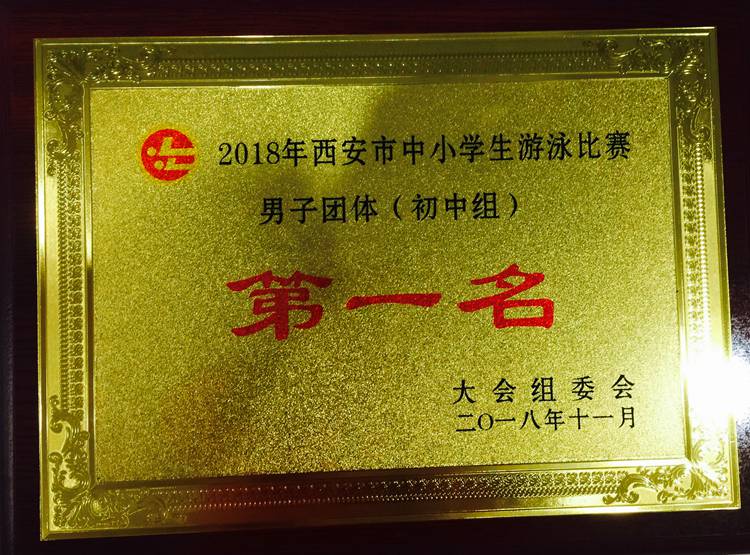 2018年西安市中小学生游泳比赛
男子团体（初中组）
第一名
大会组委会
二〇一八年十一月